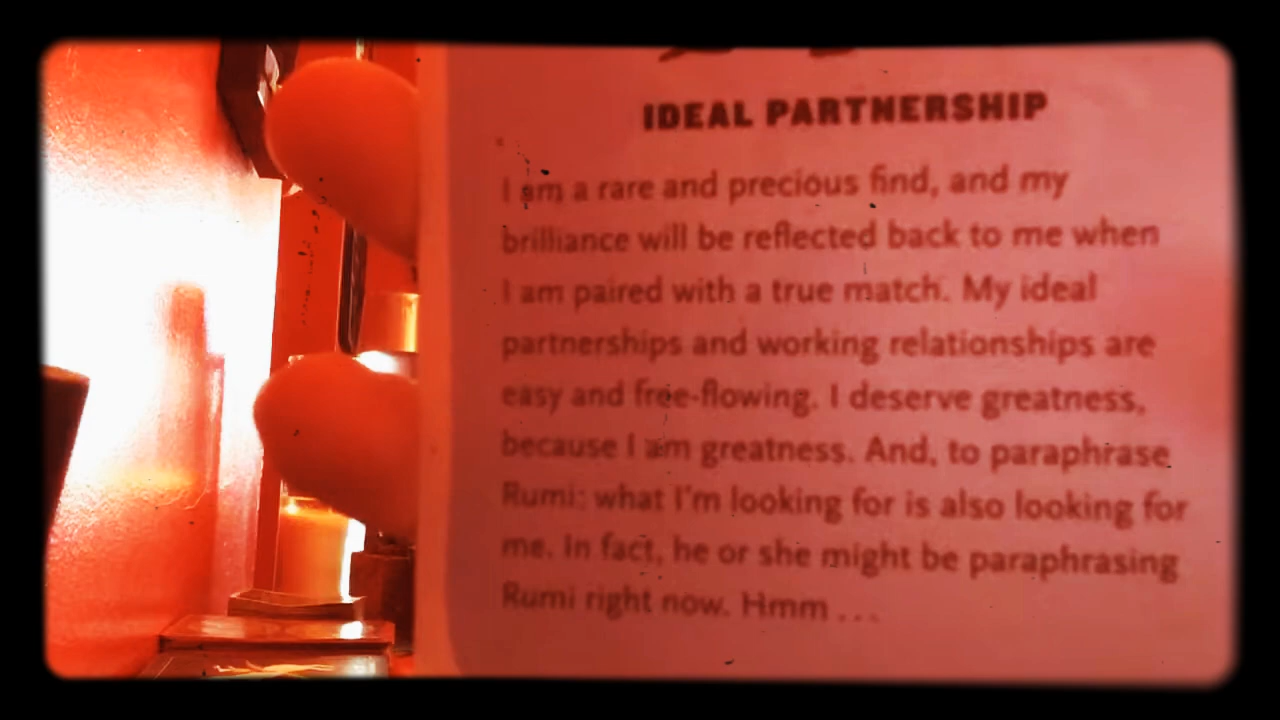 IDEAL PARTNERSHIP
I am a rare and precious find, and my
brilliance will be reflected back to me when
I am paired with a true match. My ideal
partnerships and working relationships are
easy and free-flowing. I deserve greatness,
because I am greatness. And, to paraphrase
Rumi: what I'm looking for is also looking for
me. In fact, he or she might be paraphrasing
Rumi right now. Hmm . . .